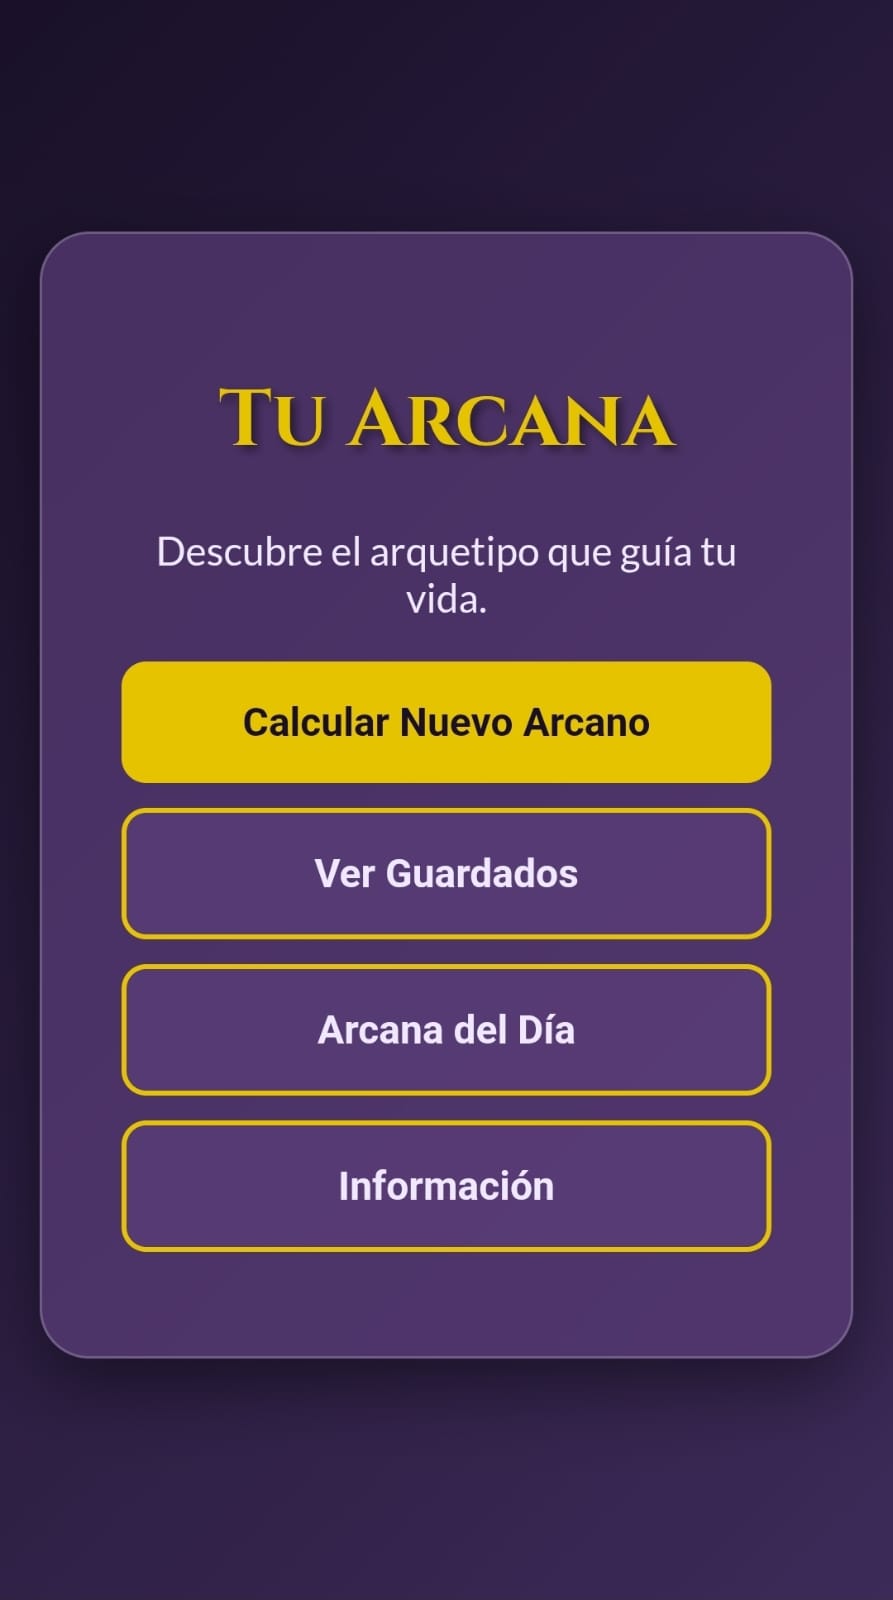 Tu Arcana
Descubre el arquetipo que guía tu
vida.
Calcular Nuevo Arcano
Ver Guardados
Arcana del Día
Información